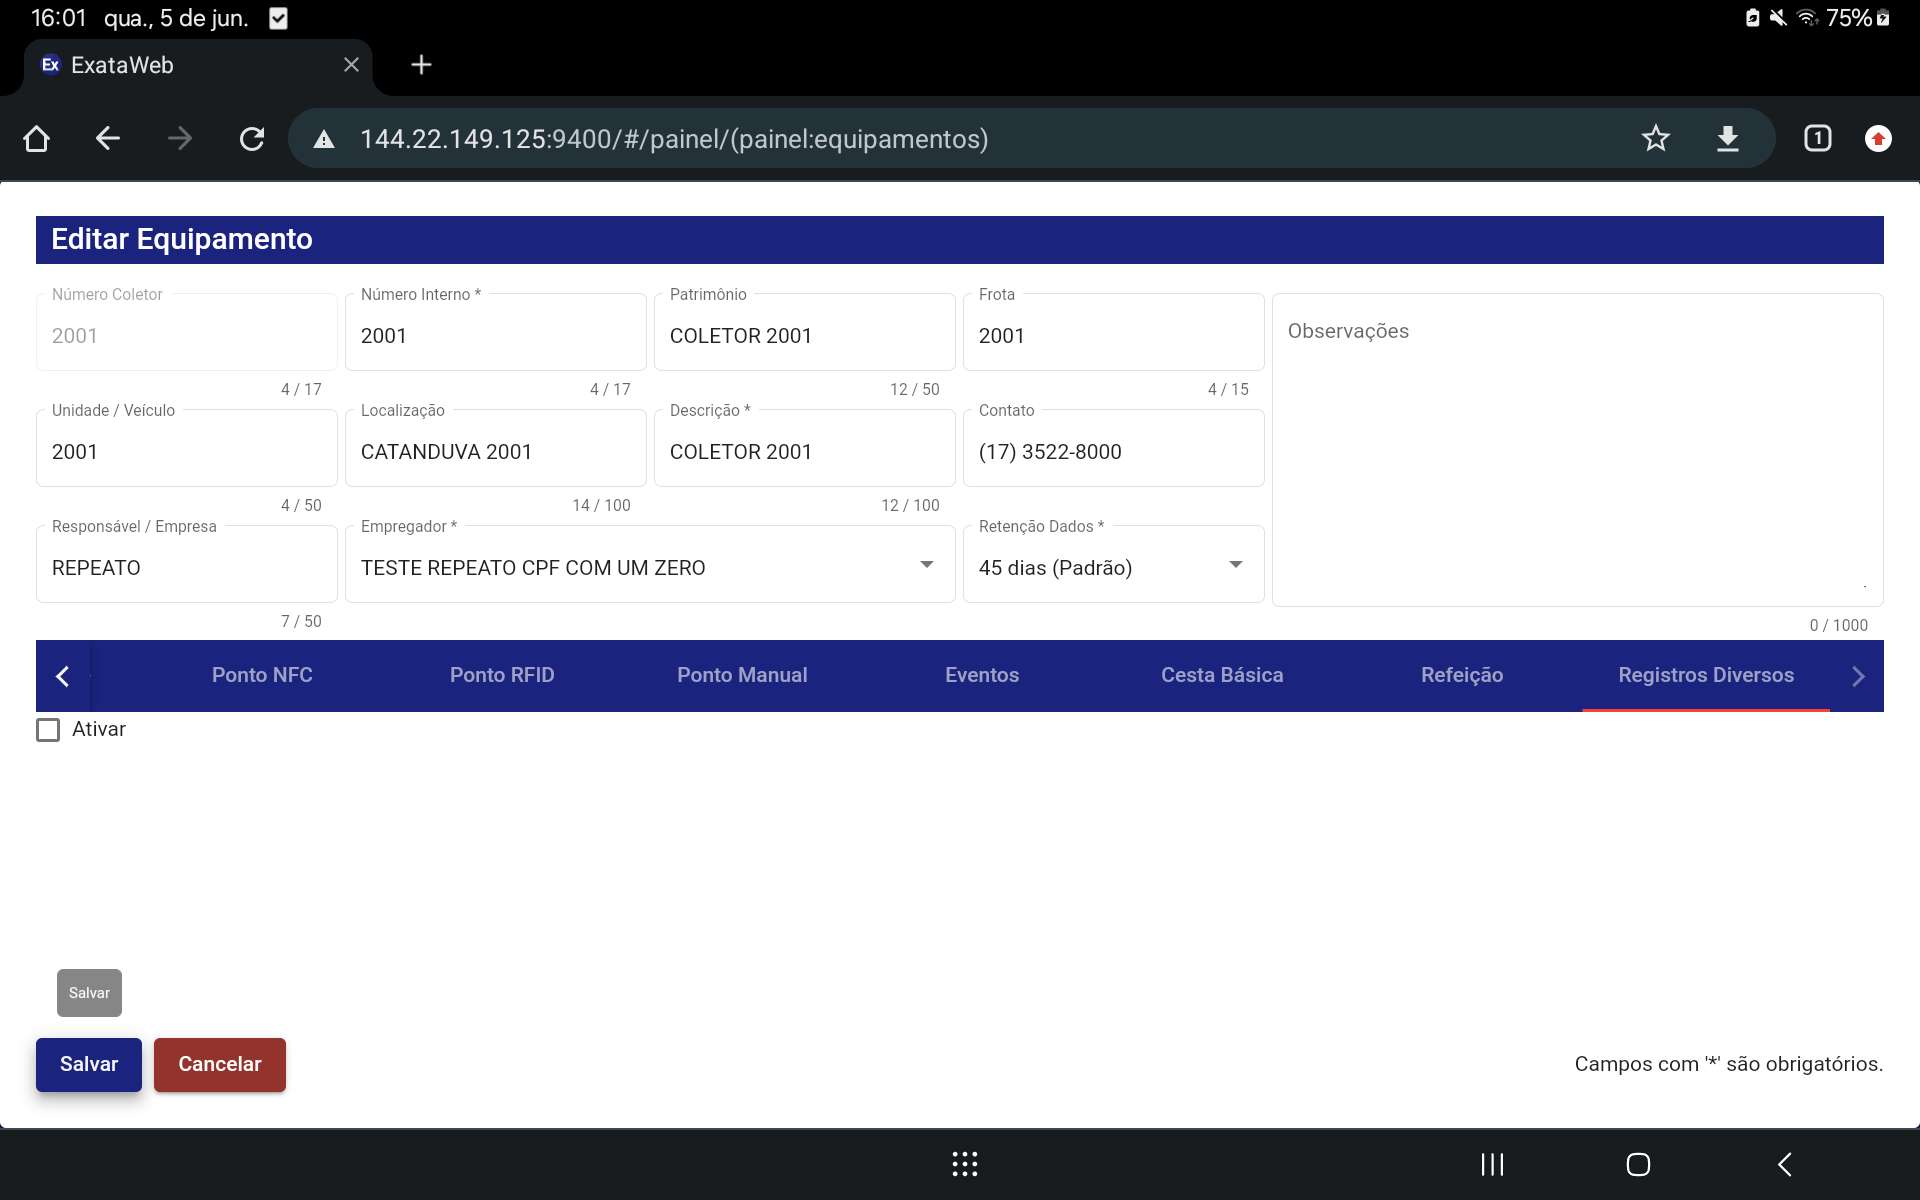 16:01 qua., 5 de jun. 75%
Ex ExataWeb
144.22.149.125:9400/#/painel/(painel:equipamentos) 1
Editar Equipamento
Número Coletor Número Interno * Patrimônio Frota
2001 2001 COLETOR 2001 2001 Observações
4 / 17 4 / 17 12 / 50 4 / 15
Unidade / Veículo Localização Descrição * Contato
2001 CATANDUVA 2001 COLETOR 2001 (17) 3522-8000
4 / 50 14 / 100 12 / 100
Responsável / Empresa Empregador * Retenção Dados *
REPEATO TESTE REPEATO CPF COM UM ZERO 45 dias (Padrão)
7 / 50 0 / 1000
Ponto NFC Ponto RFID Ponto Manual Eventos Cesta Básica Refeição Registros Diversos
Ativar
Salvar
Salvar Cancelar Campos com '*' são obrigatórios.